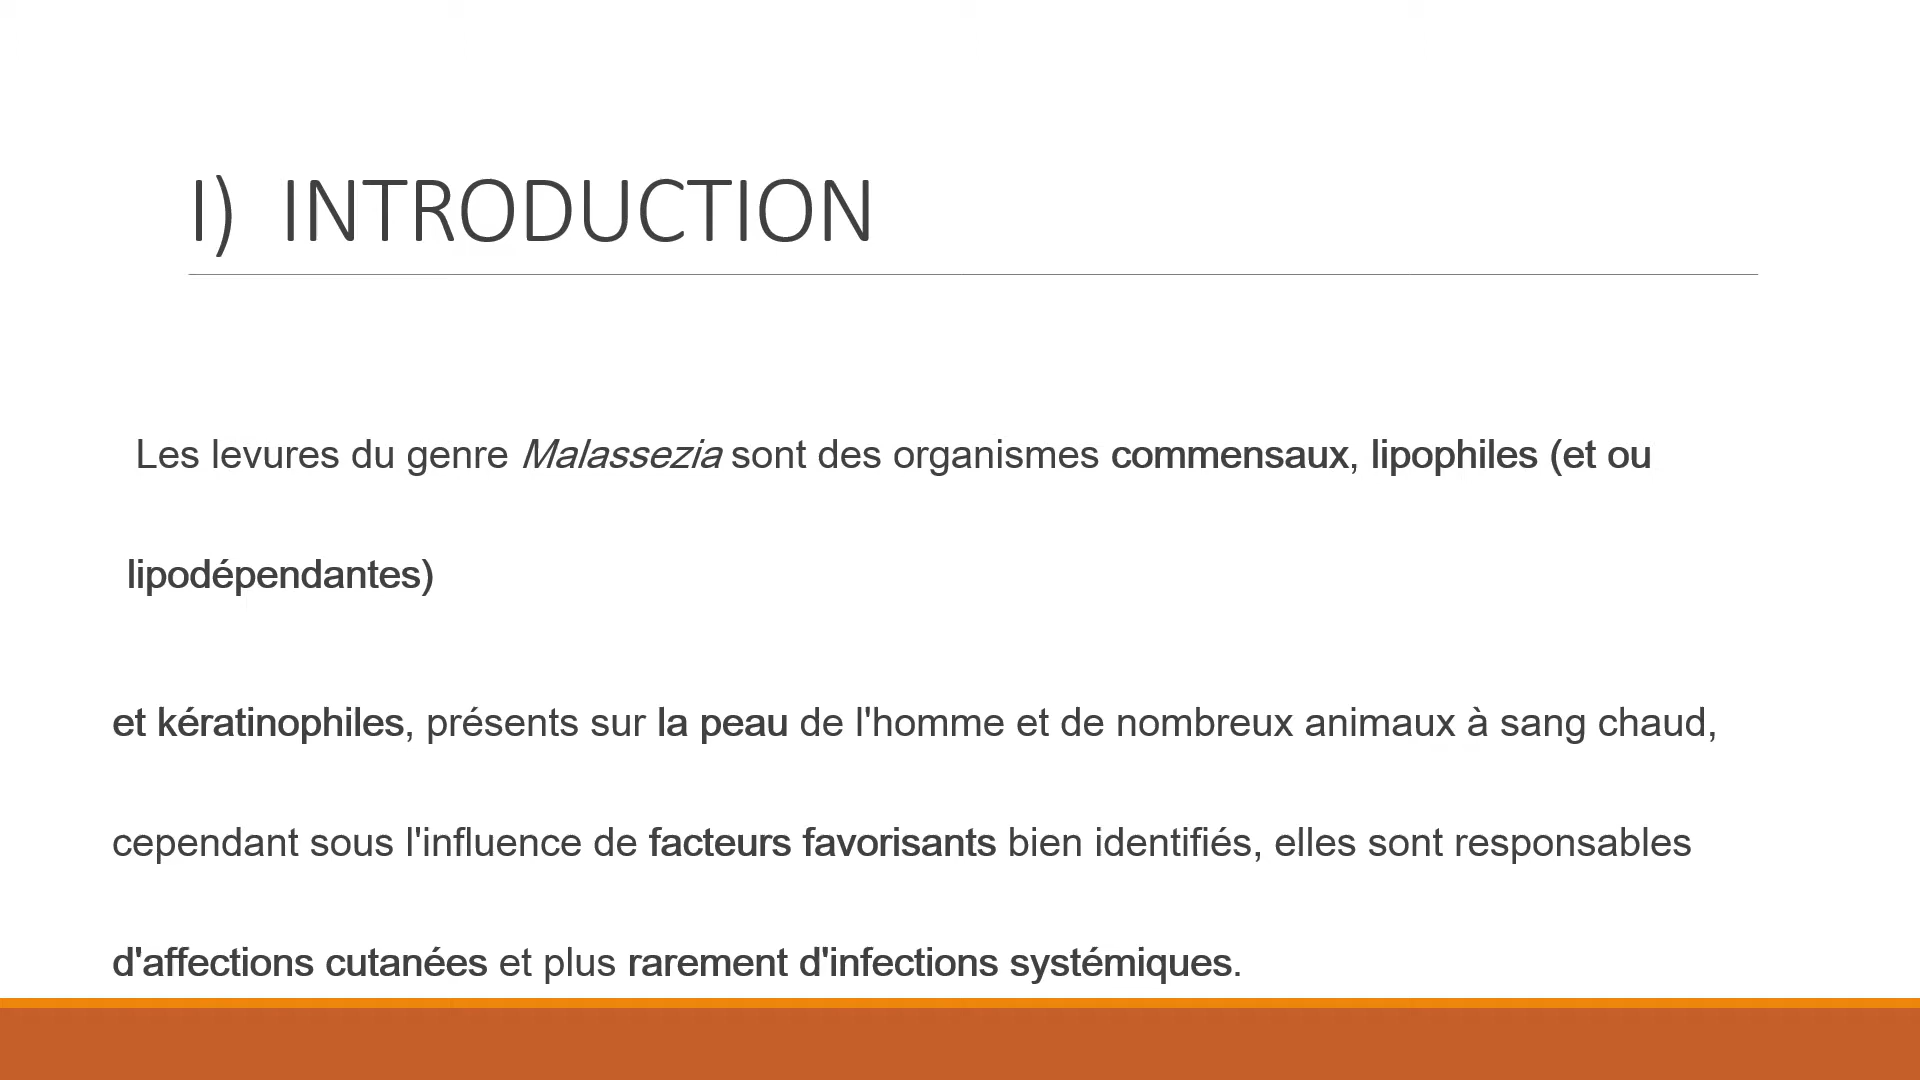 I) INTRODUCTION
Les levures du genre Malassezia sont des organismes commensaux, lipophiles (et ou
lipodépendantes)
et kératinophiles, présents sur la peau de l'homme et de nombreux animaux à sang chaud,
cependant sous l'influence de facteurs favorisants bien identifiés, elles sont responsables
d'affections cutanées et plus rarement d'infections systémiques.